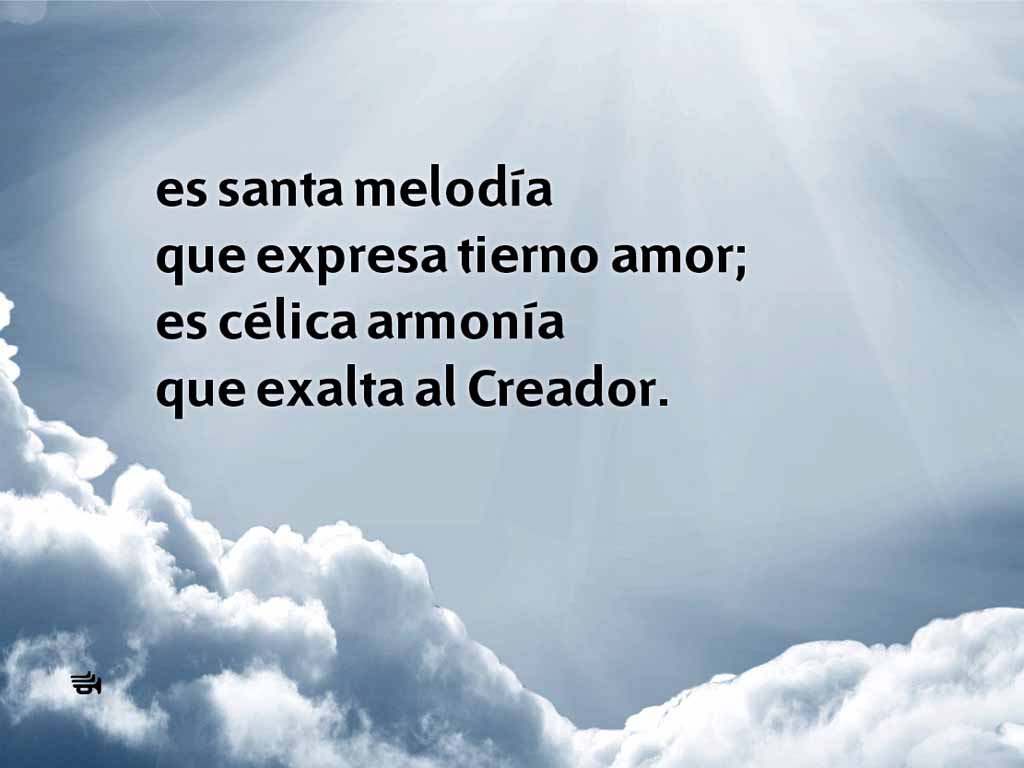 es santa melodía
que expresa tierno amor;
es célica armonía
que exalta al Creador.